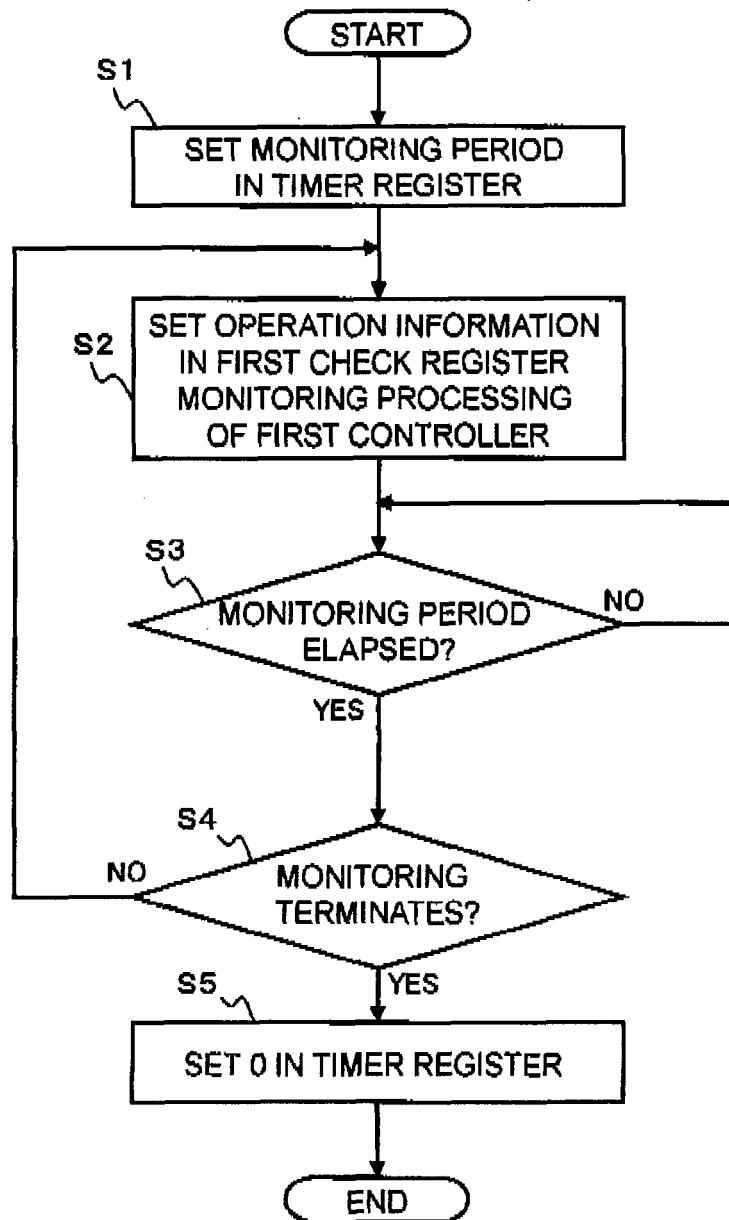 START
S1
SET MONITORING PERIOD
IN TIMER REGISTER
S2
SET OPERATION INFORMATION
IN FIRST CHECK REGISTER
MONITORING PROCESSING
OF FIRST CONTROLLER
S3
MONITORING PERIOD
ELAPSED?
NO
YES
S4
NO
MONITORING
TERMINATES?
YES
S5
SET 0 IN TIMER REGISTER
END